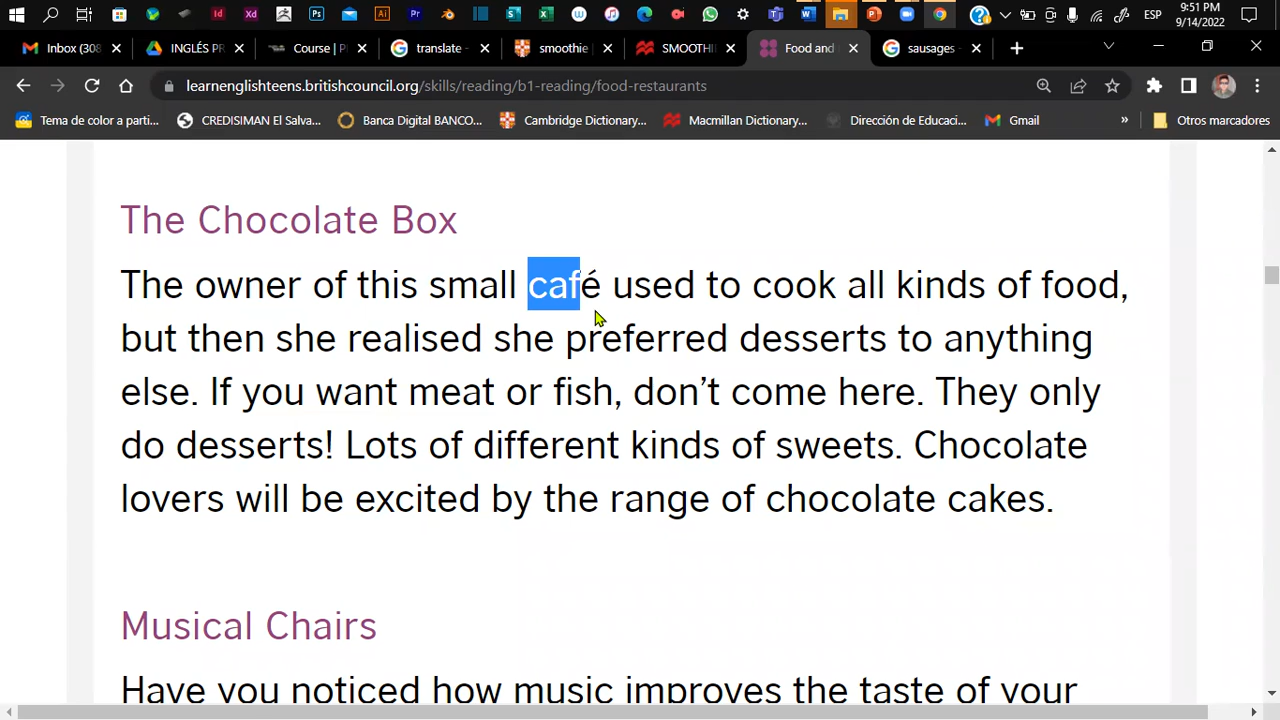 9:51 PM
ESP
9/14/2022
Inbox (308
INGLÉS PR
Course | P
translate -
smoothie |
SMOOTHI
Food and
sausages -
learnenglishteens.britishcouncil.org/skills/reading/b1-reading/food-restaurants
Tema de color a parti...
CREDISIMAN El Salva...
Banca Digital BANCO...
Cambridge Dictionary...
Macmillan Dictionary...
Dirección de Educaci...
Gmail
»
Otros marcadores
The Chocolate Box
The owner of this small café used to cook all kinds of food,
but then she realised she preferred desserts to anything
else. If you want meat or fish, don’t come here. They only
do desserts! Lots of different kinds of sweets. Chocolate
lovers will be excited by the range of chocolate cakes.
Musical Chairs
Have you noticed how music improves the taste of your